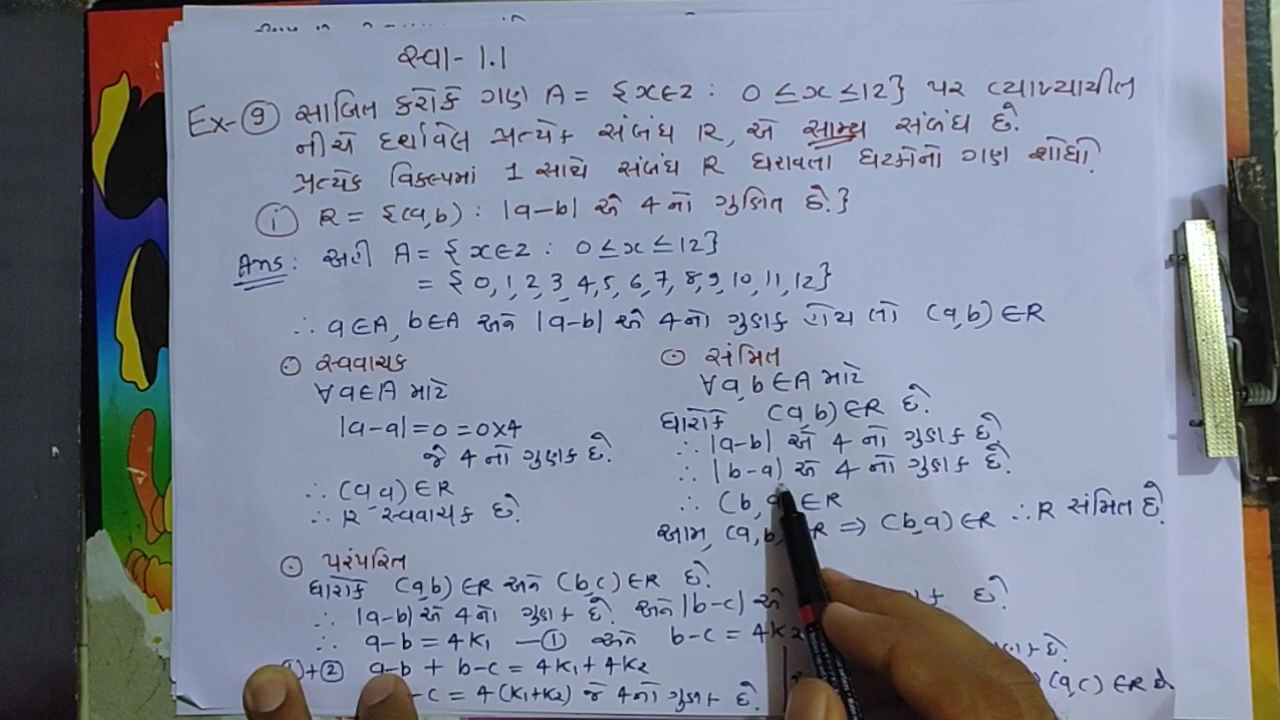 સ્વા- 1.1
Ex-⑨ સાબિત કરોકે ગણ A = {x∈Z : 0 ≤ x ≤ 12} પર વ્યાખ્યાયીત
નીચે દર્શાવેલ પ્રત્યેક સંબંધ R, એ સામ્ય સંબંધ છે.
પ્રત્યેક વિકલ્પમાં 1 સાથે સંબંધ R ધરાવતા ઘટકોનો ગણ શોધો
ⓘ R = {(a,b) : |a-b| એ 4 નો ગુણિત છે.}
Ans: અહી A = {x∈Z : 0 ≤ x ≤ 12}
= {0, 1, 2, 3, 4, 5, 6, 7, 8, 9, 10, 11, 12}
∴ a∈A, b∈A અને |a-b| એ 4 નો ગુણક હોય તો (a,b)∈R
⊙ સ્વવાચક
∀a∈A માટે
|a-a| = 0 = 0×4
જે 4 નો ગુણક છે.
∴ (a,a)∈R
∴ R સ્વવાચક છે.
⊙ સંમિત
∀a,b∈A માટે
ધારોકે (a,b)∈R છે.
∴ |a-b| એ 4 નો ગુણક છે
∴ |b-a| એ 4 નો ગુણક છે.
∴ (b,a)∈R
આમ, (a,b)∈R ⇒ (b,a)∈R ∴ R સંમિત છે
⊙ પરંપરિત
ધારોકે (a,b)∈R અને (b,c)∈R છે.
∴ |a-b| એ 4 નો ગુણક છે. અને |b-c| એ છે
∴ a-b = 4K₁ —① અને b-c = 4K₂
①+② a-b + b-c = 4K₁ + 4K₂
-c = 4(K₁+K₂) જે 4 નો ગુણક છે.
(a,c)∈R છે